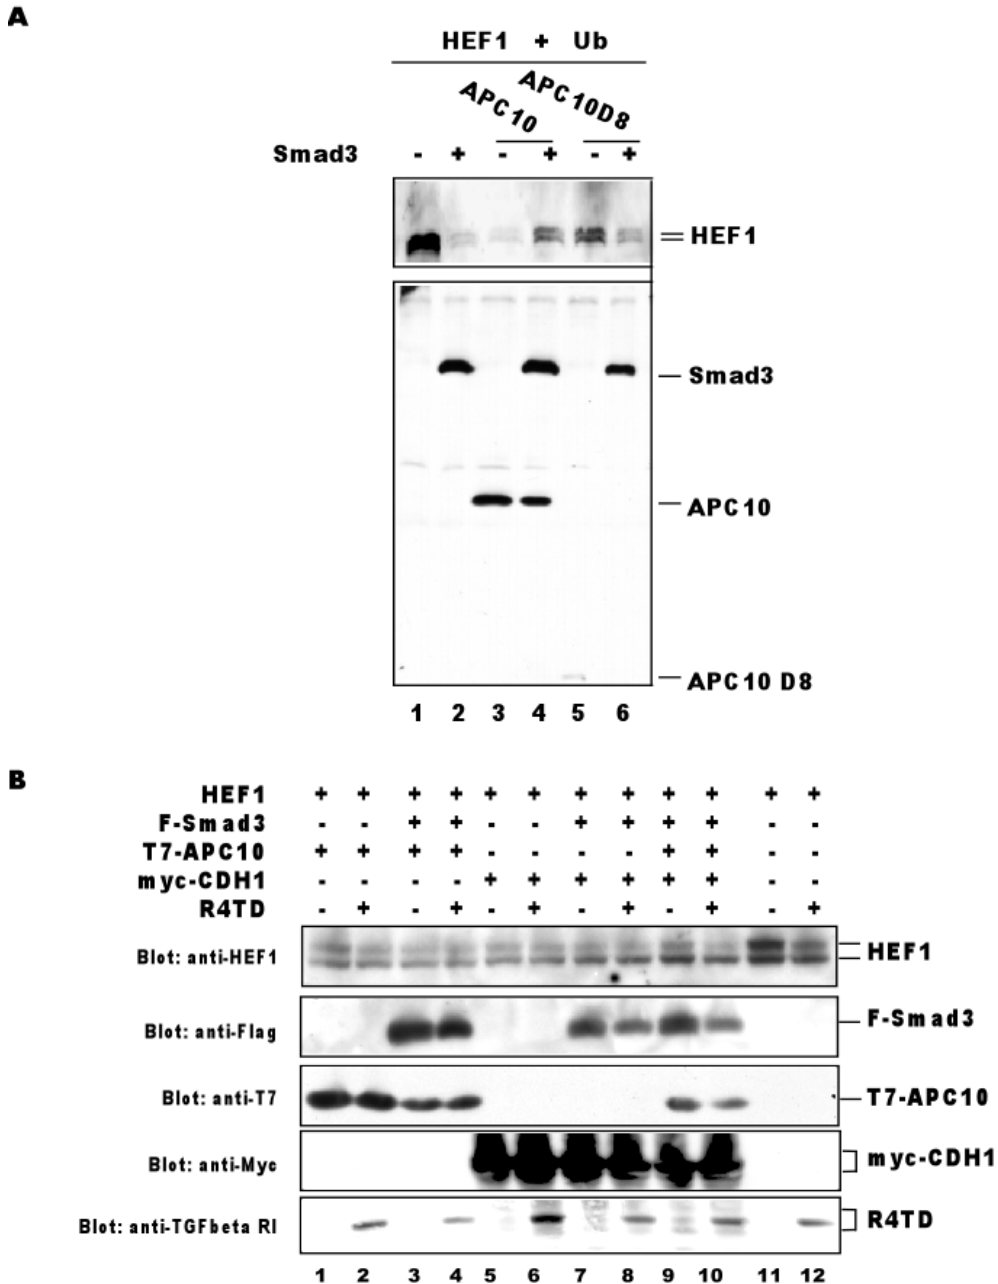 A
HEF1 + Ub
APC10 APC10D8
Smad3 - + - + - +
HEF1
Smad3
APC10
APC10 D8
1 2 3 4 5 6
B
HEF1 + + + + + + + + + + + +
F-Smad3 - - + + - - + + + + - -
T7-APC10 + + + + - - - - + + - -
myc-CDH1 - - - - + + + + + + - -
R4TD - + - + - + - + - + - +
Blot: anti-HEF1 HEF1
Blot: anti-Flag F-Smad3
Blot: anti-T7 T7-APC10
Blot: anti-Myc myc-CDH1
Blot: anti-TGFbeta RI R4TD
1 2 3 4 5 6 7 8 9 10 11 12